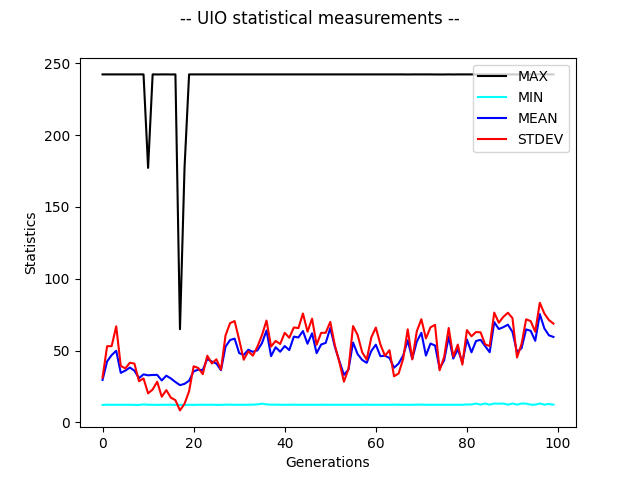 -- UIO statistical measurements --
250
200
150
100
50
0
Statistics
MAX
MIN
MEAN
STDEV
0 20 40 60 80 100
Generations